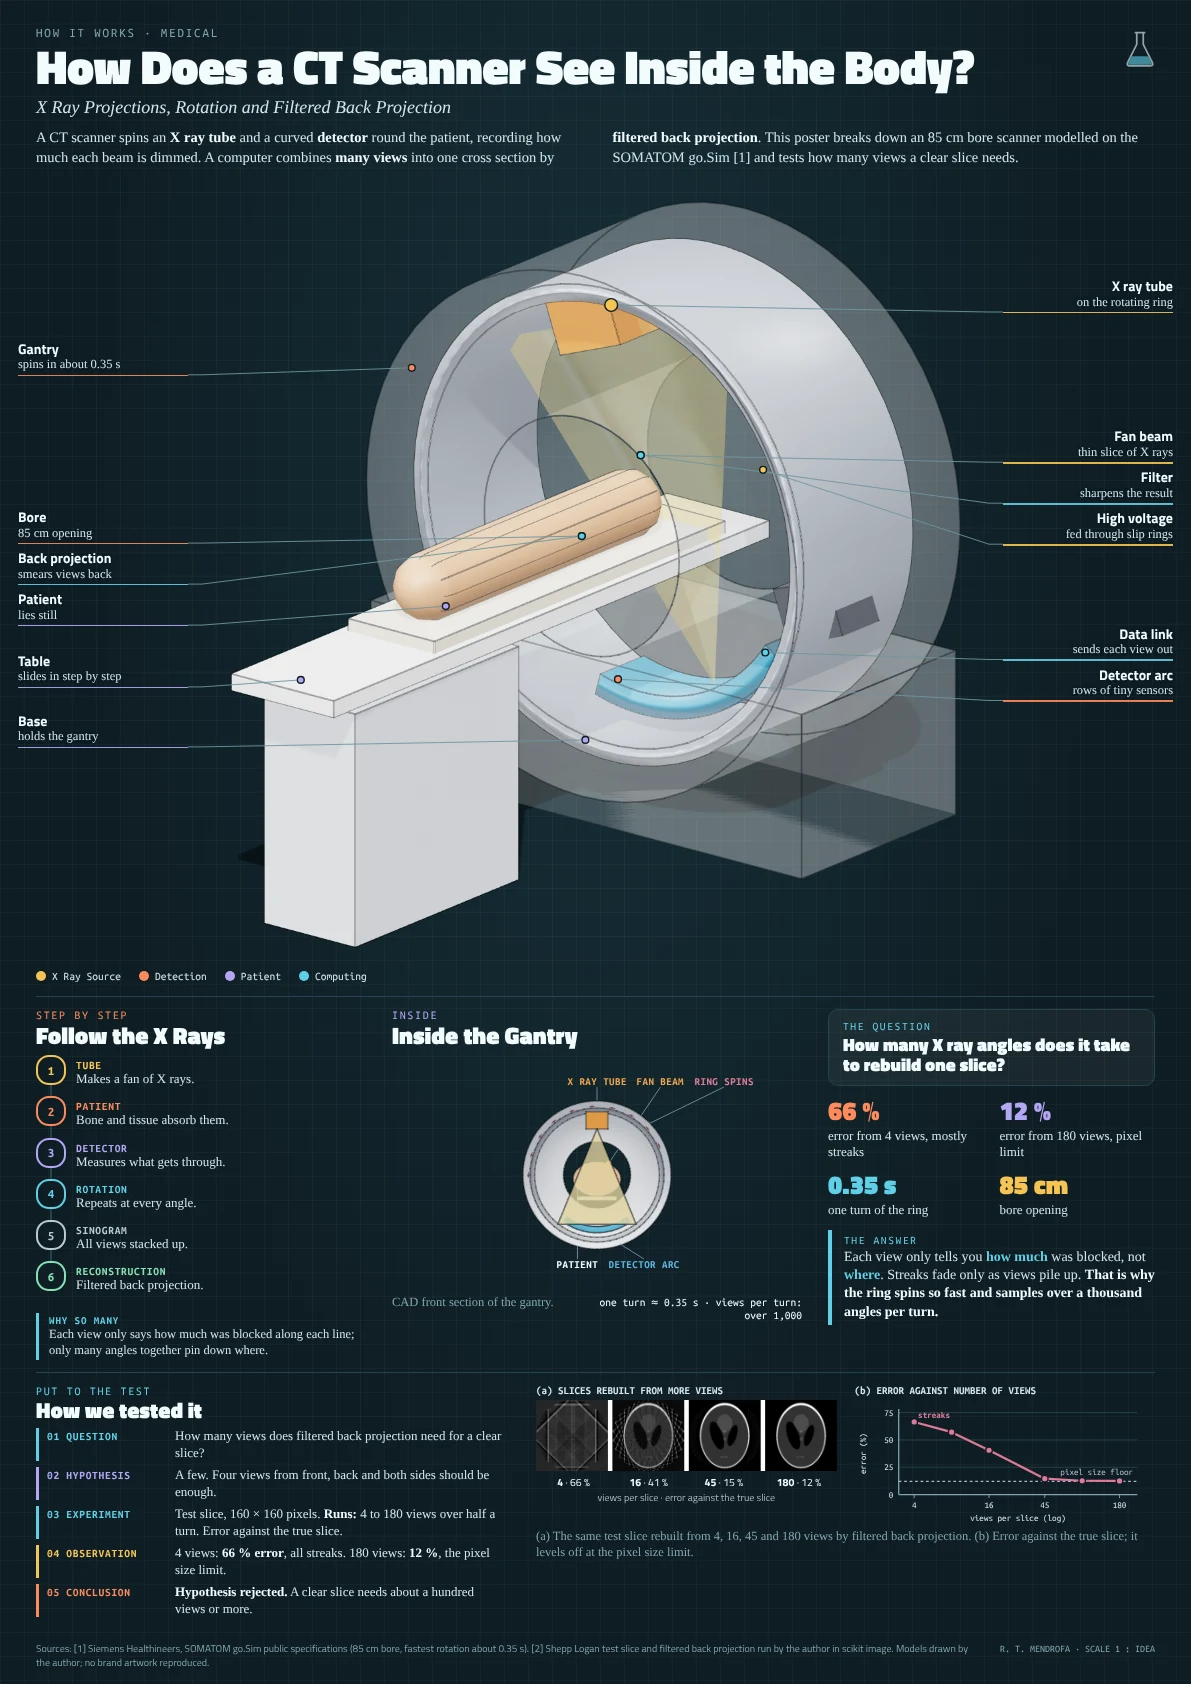 HOW IT WORKS · MEDICAL
How Does a CT Scanner See Inside the Body?
X Ray Projections, Rotation and Filtered Back Projection
A CT scanner spins an X ray tube and a curved detector round the patient, recording how
much each beam is dimmed. A computer combines many views into one cross section by
filtered back projection. This poster breaks down an 85 cm bore scanner modelled on the
SOMATOM go.Sim [1] and tests how many views a clear slice needs.
Gantry
spins in about 0.35 s
Bore
85 cm opening
Back projection
smears views back
Patient
lies still
Table
slides in step by step
Base
holds the gantry
X ray tube
on the rotating ring
Fan beam
thin slice of X rays
Filter
sharpens the result
High voltage
fed through slip rings
Data link
sends each view out
Detector arc
rows of tiny sensors
X Ray Source
Detection
Patient
Computing
STEP BY STEP
Follow the X Rays
1
TUBE
Makes a fan of X rays.
2
PATIENT
Bone and tissue absorb them.
3
DETECTOR
Measures what gets through.
4
ROTATION
Repeats at every angle.
5
SINOGRAM
All views stacked up.
6
RECONSTRUCTION
Filtered back projection.
WHY SO MANY
Each view only says how much was blocked along each line;
only many angles together pin down where.
INSIDE
Inside the Gantry
X RAY TUBE FAN BEAM RING SPINS
PATIENT DETECTOR ARC
CAD front section of the gantry.
one turn ≈ 0.35 s · views per turn:
over 1,000
THE QUESTION
How many X ray angles does it take
to rebuild one slice?
66 %
error from 4 views, mostly
streaks
12 %
error from 180 views, pixel
limit
0.35 s
one turn of the ring
85 cm
bore opening
THE ANSWER
Each view only tells you how much was blocked, not
where. Streaks fade only as views pile up. That is why
the ring spins so fast and samples over a thousand
angles per turn.
PUT TO THE TEST
How we tested it
01 QUESTION
How many views does filtered back projection need for a clear
slice?
02 HYPOTHESIS
A few. Four views from front, back and both sides should be
enough.
03 EXPERIMENT
Test slice, 160 × 160 pixels. Runs: 4 to 180 views over half a
turn. Error against the true slice.
04 OBSERVATION
4 views: 66 % error, all streaks. 180 views: 12 %, the pixel
size limit.
05 CONCLUSION
Hypothesis rejected. A clear slice needs about a hundred
views or more.
(a) SLICES REBUILT FROM MORE VIEWS
4 · 66 % 16 · 41 % 45 · 15 % 180 · 12 %
views per slice · error against the true slice
(b) ERROR AGAINST NUMBER OF VIEWS
75
50
25
0
error (%)
streaks
pixel size floor
4 16 45 180
views per slice (log)
(a) The same test slice rebuilt from 4, 16, 45 and 180 views by filtered back projection. (b) Error against the true slice; it
levels off at the pixel size limit.
Sources: [1] Siemens Healthineers, SOMATOM go.Sim public specifications (85 cm bore, fastest rotation about 0.35 s). [2] Shepp Logan test slice and filtered back projection run by the author in scikit image. Models drawn by
the author; no brand artwork reproduced.
R. T. MENDROFA · SCALE 1 : IDEA